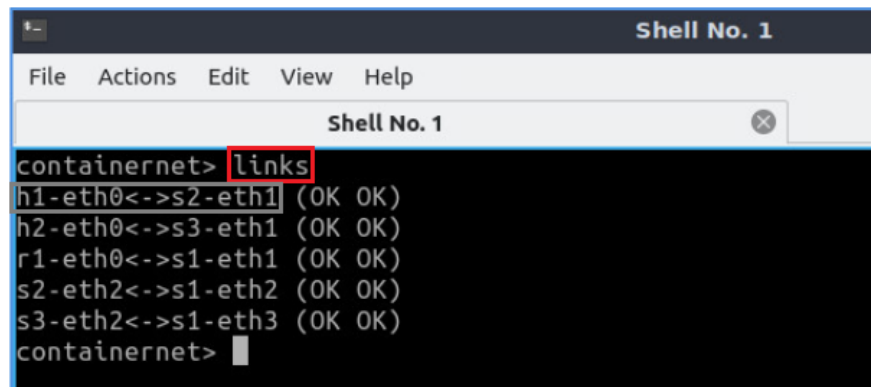 Shell No. 1
File Actions Edit View Help
Shell No. 1
containernet> links
h1-eth0<->s2-eth1 (OK OK)
h2-eth0<->s3-eth1 (OK OK)
r1-eth0<->s1-eth1 (OK OK)
s2-eth2<->s1-eth2 (OK OK)
s3-eth2<->s1-eth3 (OK OK)
containernet>